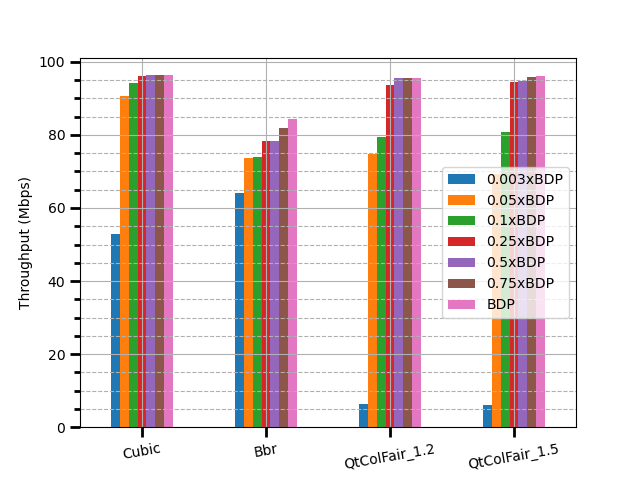 100
80
60
40
20
0
Throughput (Mbps)
0.003xBDP
0.05xBDP
0.1xBDP
0.25xBDP
0.5xBDP
0.75xBDP
BDP
Cubic
Bbr
QtColFair_1.2
QtColFair_1.5